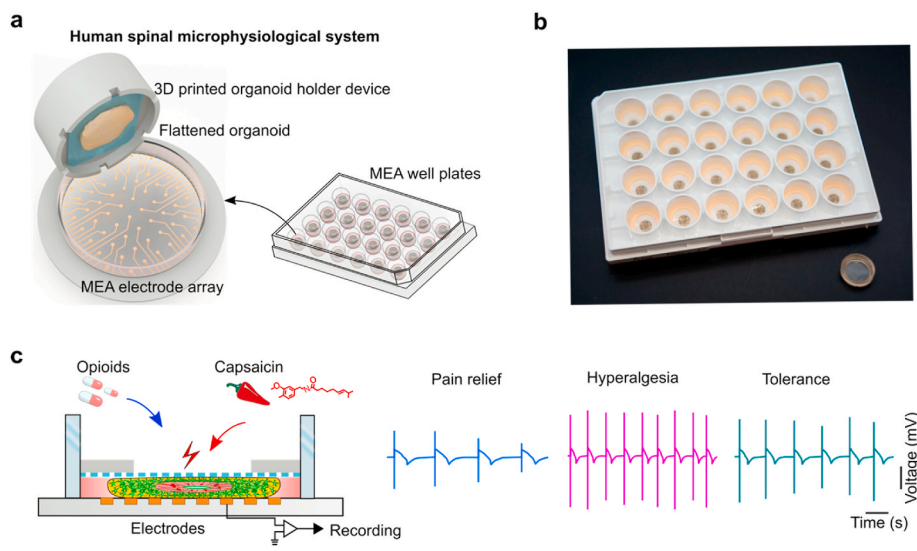 a
Human spinal microphysiological system
3D printed organoid holder device
Flattened organoid
MEA well plates
MEA electrode array
b
c
Opioids
Capsaicin
Pain relief
Hyperalgesia
Tolerance
Voltage (mV)
Time (s)
Electrodes
Recording